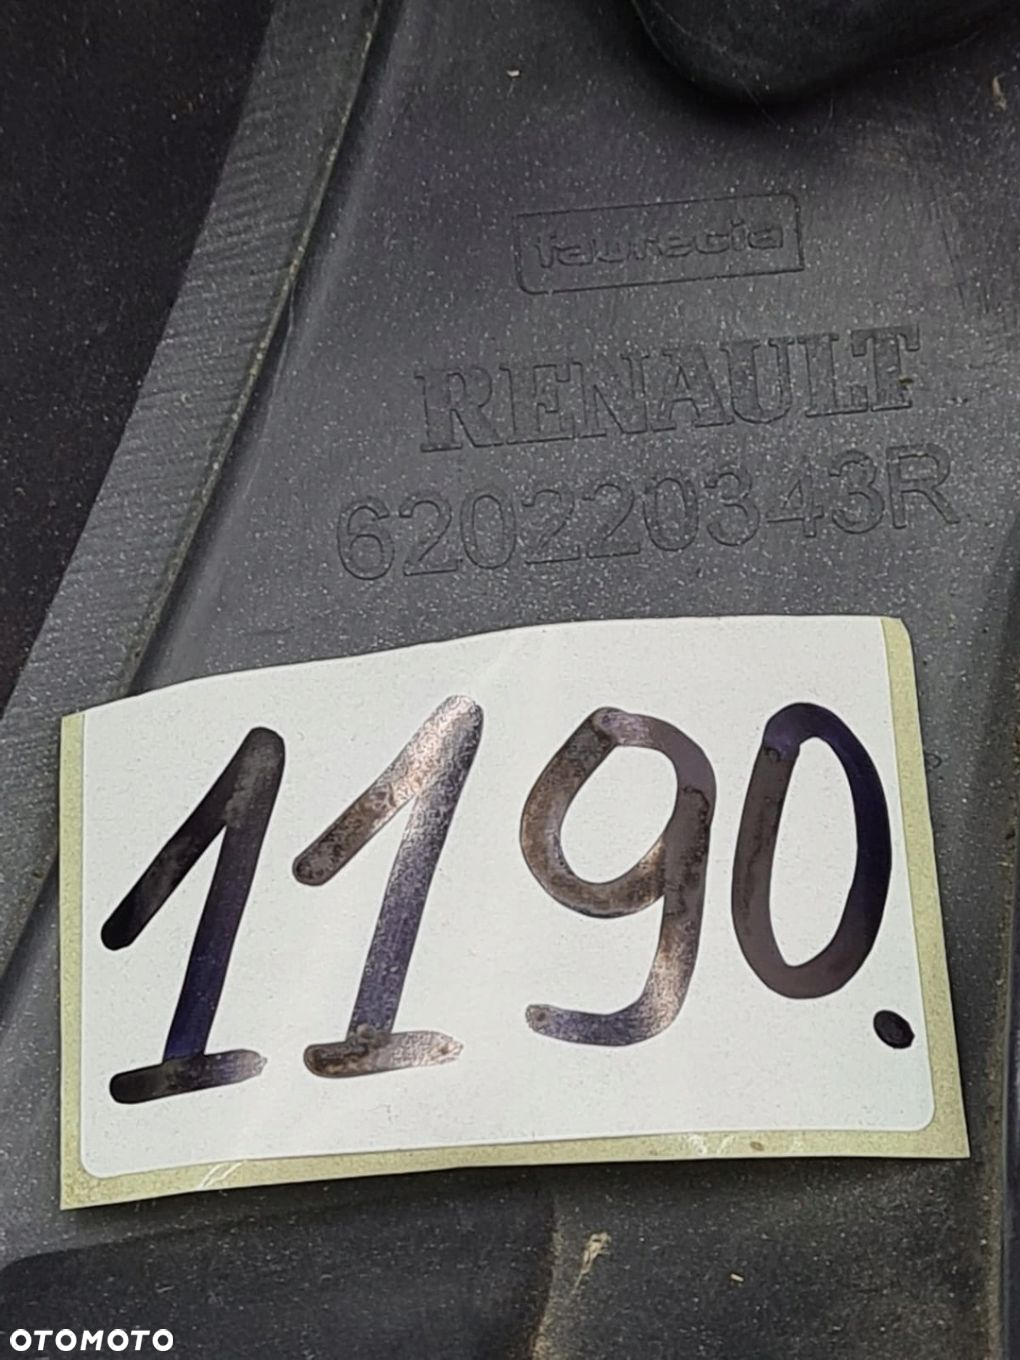 faurecia
RENAULT
620220343R
1190.
OTOMOTO